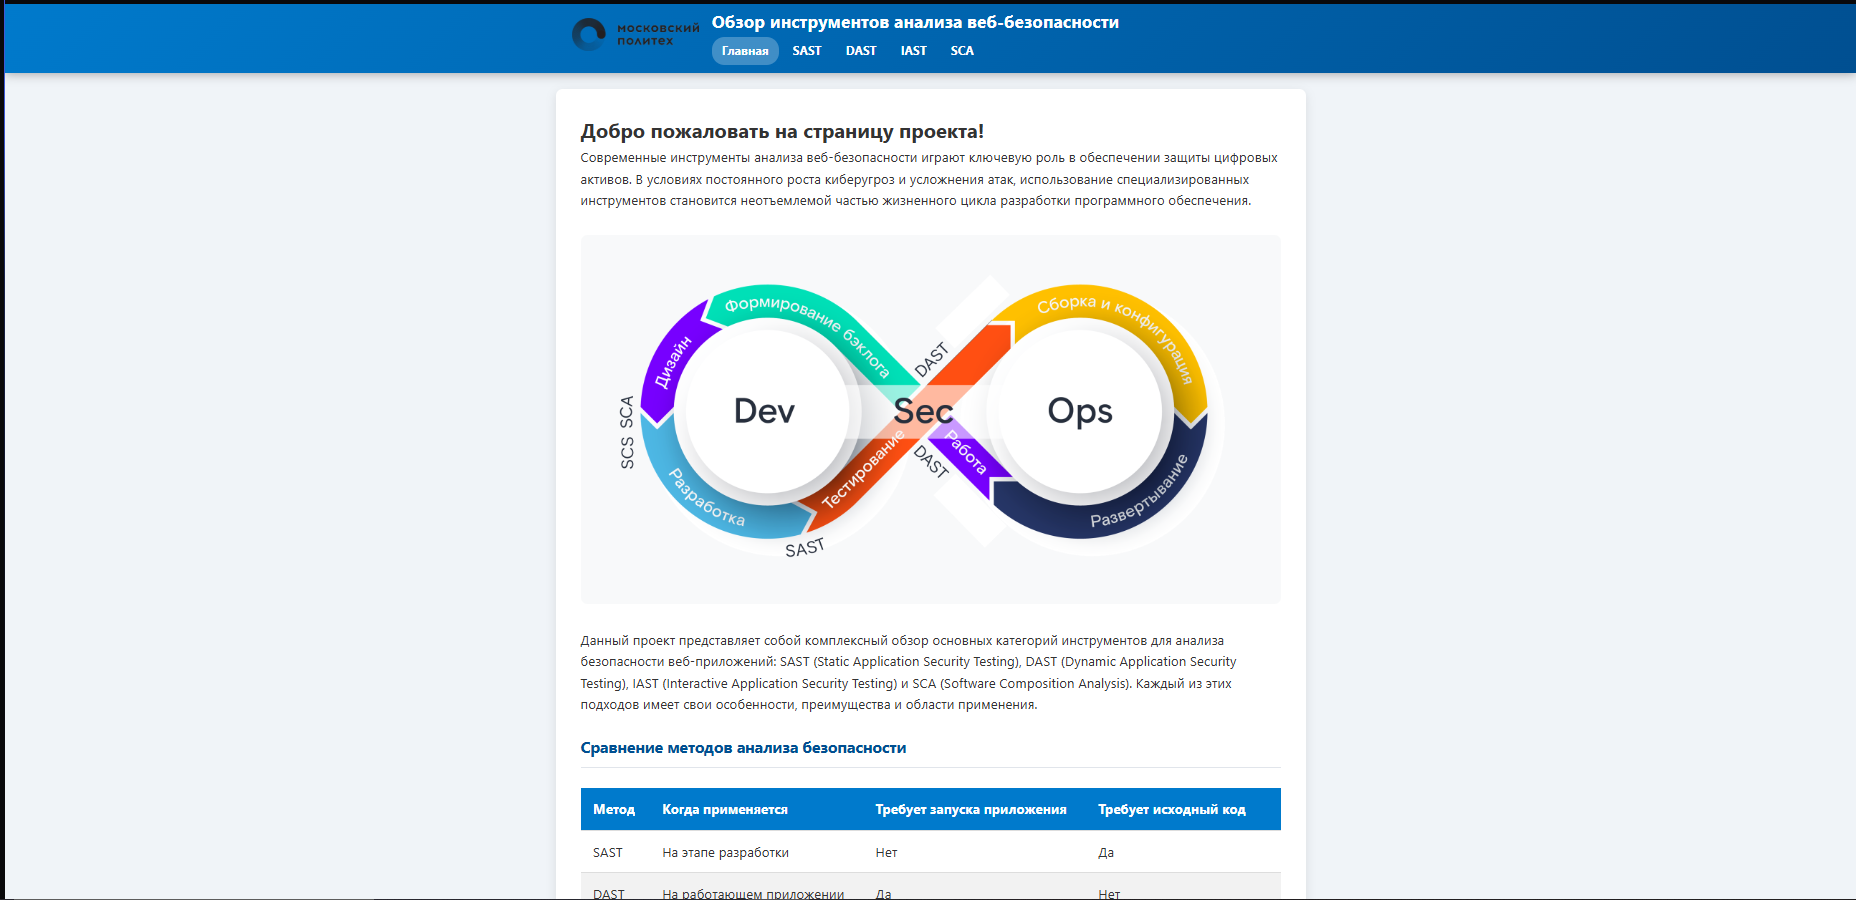 московский
политех
Обзор инструментов анализа веб-безопасности
Главная SAST DAST IAST SCA
Добро пожаловать на страницу проекта!
Современные инструменты анализа веб-безопасности играют ключевую роль в обеспечении защиты цифровых
активов. В условиях постоянного роста киберугроз и усложнения атак, использование специализированных
инструментов становится неотъемлемой частью жизненного цикла разработки программного обеспечения.
Формирование бэклога
Сборка и конфигурация
Дизайн
DAST
SCS SCA
Dev
Sec
Ops
Тестирование
Работа
DAST
Разработка
Развертывание
SAST
Данный проект представляет собой комплексный обзор основных категорий инструментов для анализа
безопасности веб-приложений: SAST (Static Application Security Testing), DAST (Dynamic Application Security
Testing), IAST (Interactive Application Security Testing) и SCA (Software Composition Analysis). Каждый из этих
подходов имеет свои особенности, преимущества и области применения.
Сравнение методов анализа безопасности
Метод Когда применяется Требует запуска приложения Требует исходный код
SAST На этапе разработки Нет Да
DAST На работающем приложении Да Нет